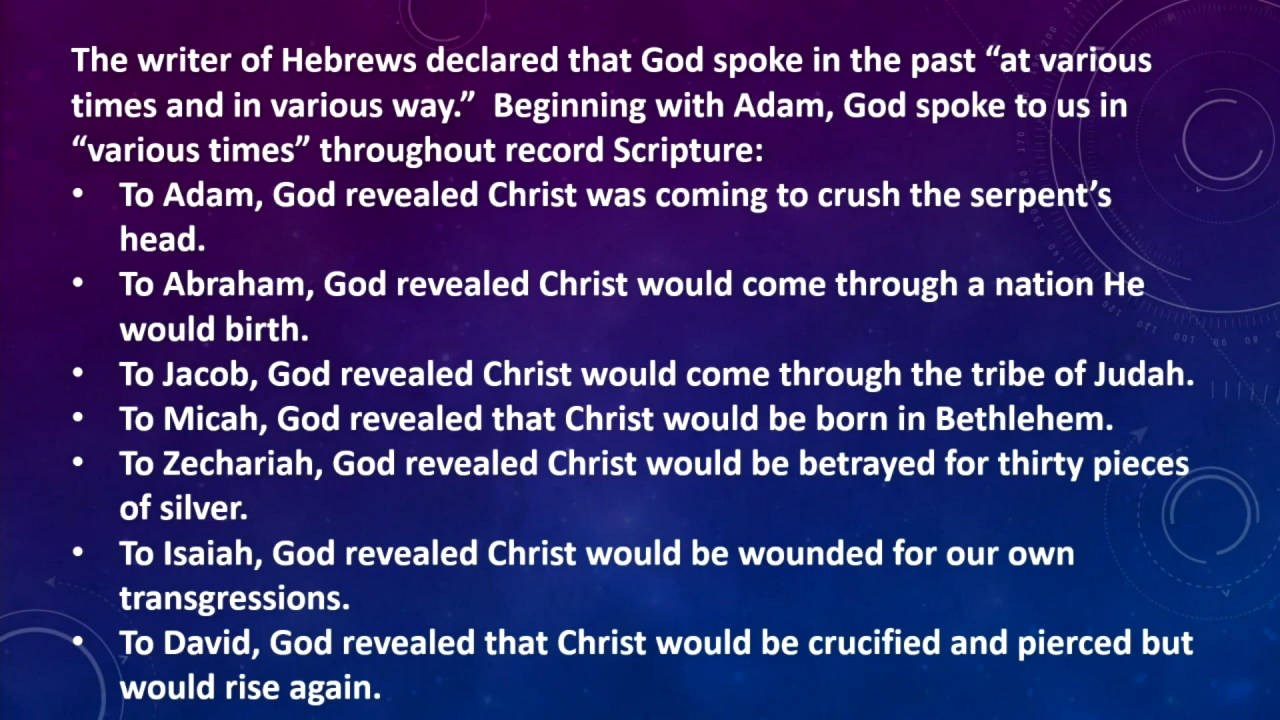 The writer of Hebrews declared that God spoke in the past “at various
times and in various way.”  Beginning with Adam, God spoke to us in
“various times” throughout record Scripture:
• To Adam, God revealed Christ was coming to crush the serpent’s
head.
• To Abraham, God revealed Christ would come through a nation He
would birth.
• To Jacob, God revealed Christ would come through the tribe of Judah.
• To Micah, God revealed that Christ would be born in Bethlehem.
• To Zechariah, God revealed Christ would be betrayed for thirty pieces
of silver.
• To Isaiah, God revealed Christ would be wounded for our own
transgressions.
• To David, God revealed that Christ would be crucified and pierced but
would rise again.